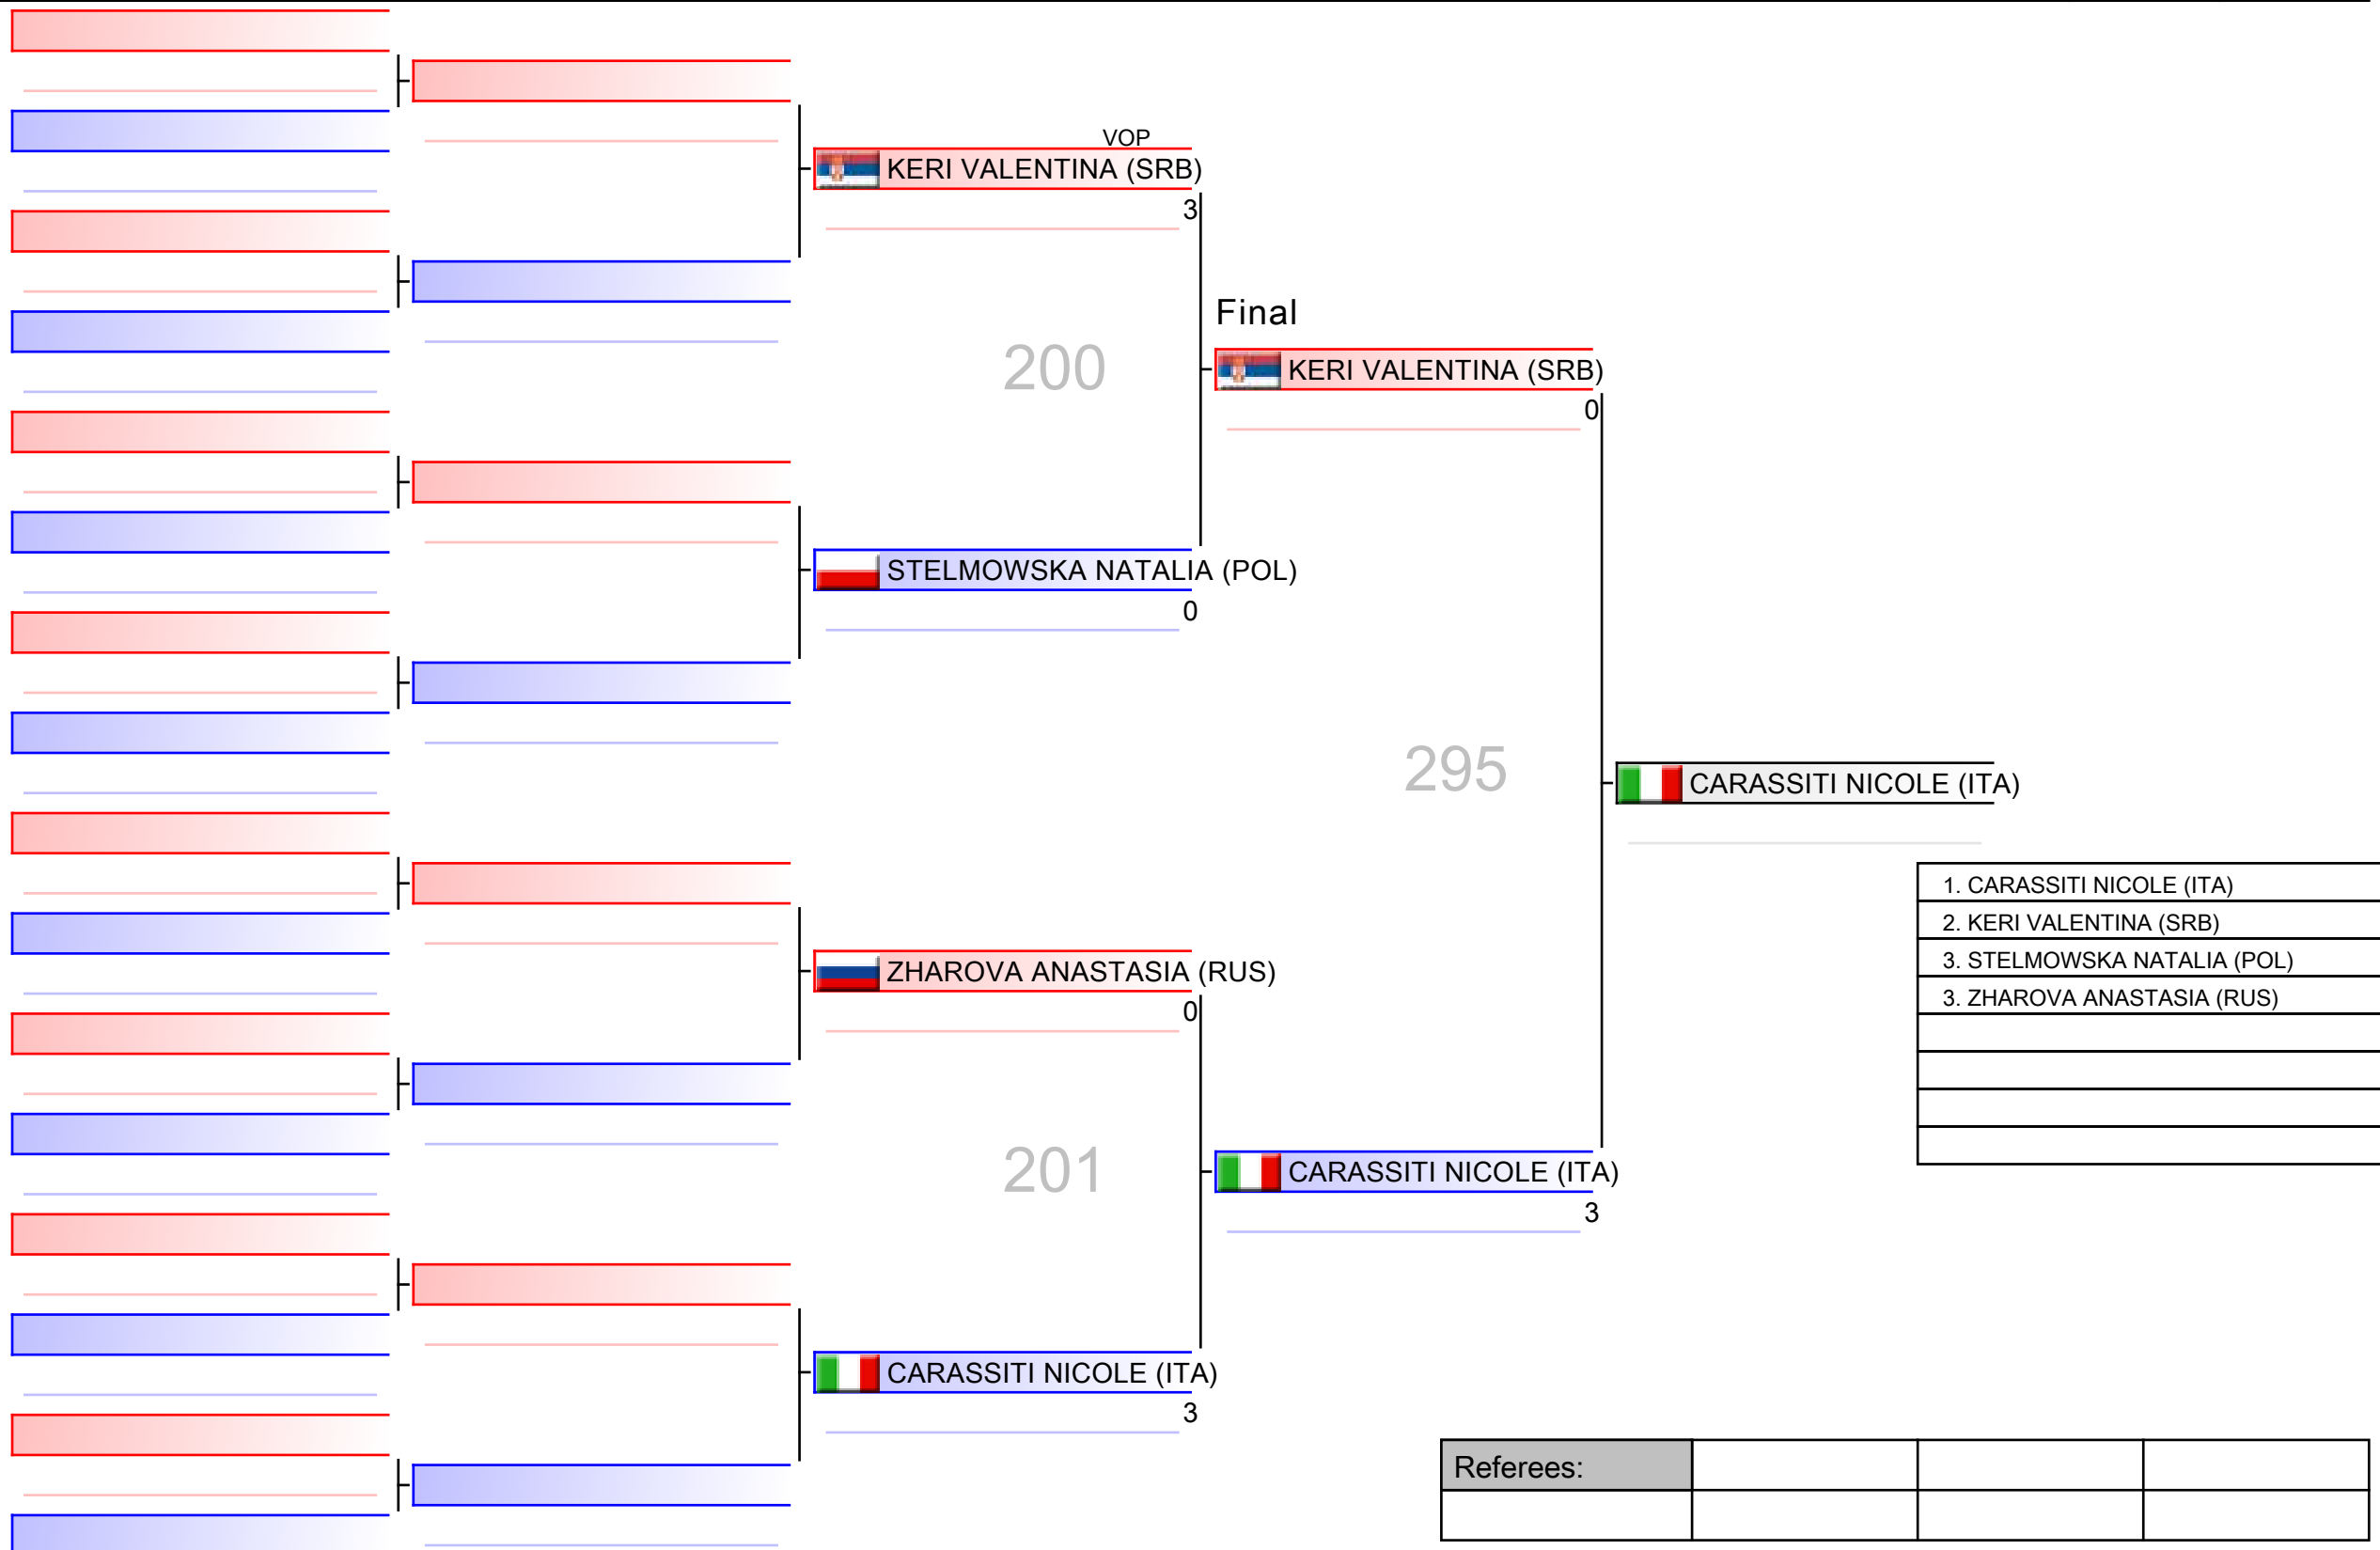 VOP
KERI VALENTINA (SRB)
3
Final
200
KERI VALENTINA (SRB)
0
STELMOWSKA NATALIA (POL)
0
295
CARASSITI NICOLE (ITA)
1. CARASSITI NICOLE (ITA)
2. KERI VALENTINA (SRB)
3. STELMOWSKA NATALIA (POL)
3. ZHAROVA ANASTASIA (RUS)
ZHAROVA ANASTASIA (RUS)
0
201
CARASSITI NICOLE (ITA)
3
CARASSITI NICOLE (ITA)
3
Referees: